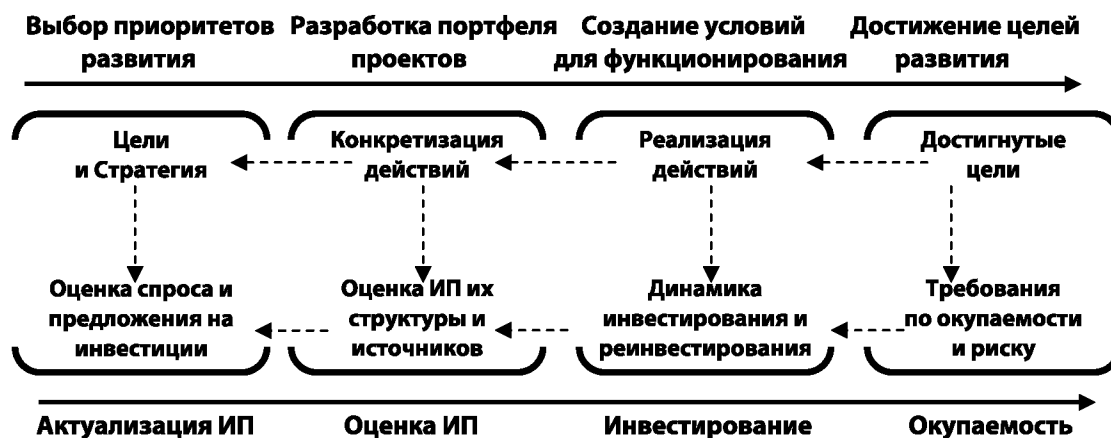 Выбор приоритетов
развития
Разработка портфеля
проектов
Создание условий
для функционирования
Достижение целей
развития
Цели
и Стратегия
Конкретизация
действий
Реализация
действий
Достигнутые
цели
Оценка спроса и
предложения на
инвестиции
Оценка ИП их
структуры и
источников
Динамика
инвестирования и
реинвестирования
Требования
по окупаемости
и риску
Актуализация ИП
Оценка ИП
Инвестирование
Окупаемость